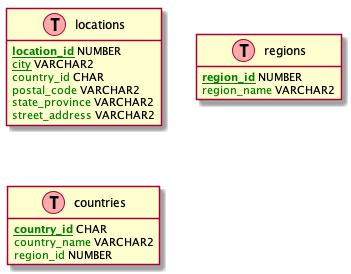 T locations
location_id NUMBER
city VARCHAR2
country_id CHAR
postal_code VARCHAR2
state_province VARCHAR2
street_address VARCHAR2
T regions
region_id NUMBER
region_name VARCHAR2
T countries
country_id CHAR
country_name VARCHAR2
region_id NUMBER